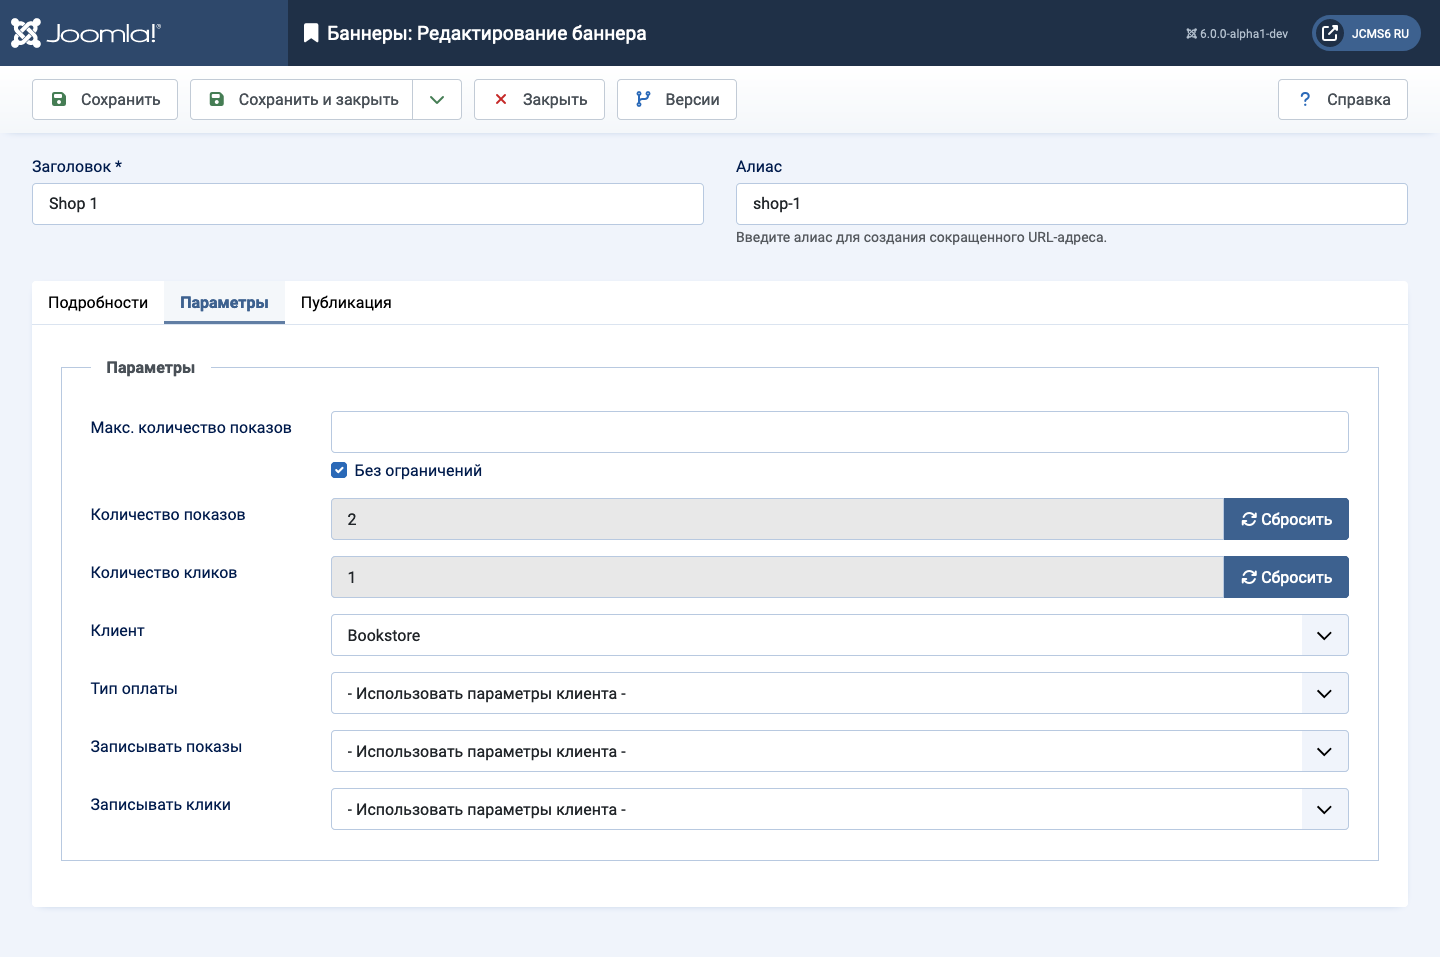 Joomla!®
Баннеры: Редактирование баннера
6.0.0-alpha1-dev
JCMS6 RU
Сохранить
Сохранить и закрыть
Закрыть
Версии
? Справка
Заголовок *
Алиас
Shop 1
shop-1
Введите алиас для создания сокращенного URL-адреса.
Подробности
Параметры
Публикация
Параметры
Макс. количество показов
Без ограничений
Количество показов
2
Сбросить
Количество кликов
1
Сбросить
Клиент
Bookstore
Тип оплаты
- Использовать параметры клиента -
Записывать показы
- Использовать параметры клиента -
Записывать клики
- Использовать параметры клиента -